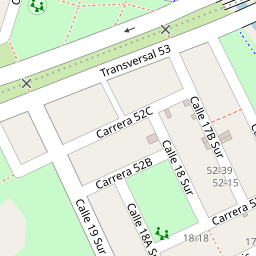 Transversal 53
Carrera 52C
Calle 17B Sur
Carrera 52B
Calle 18 Sur
52-39
52-15
Calle 19 Sur
Calle 18A S
Carrera 5
18-18
17